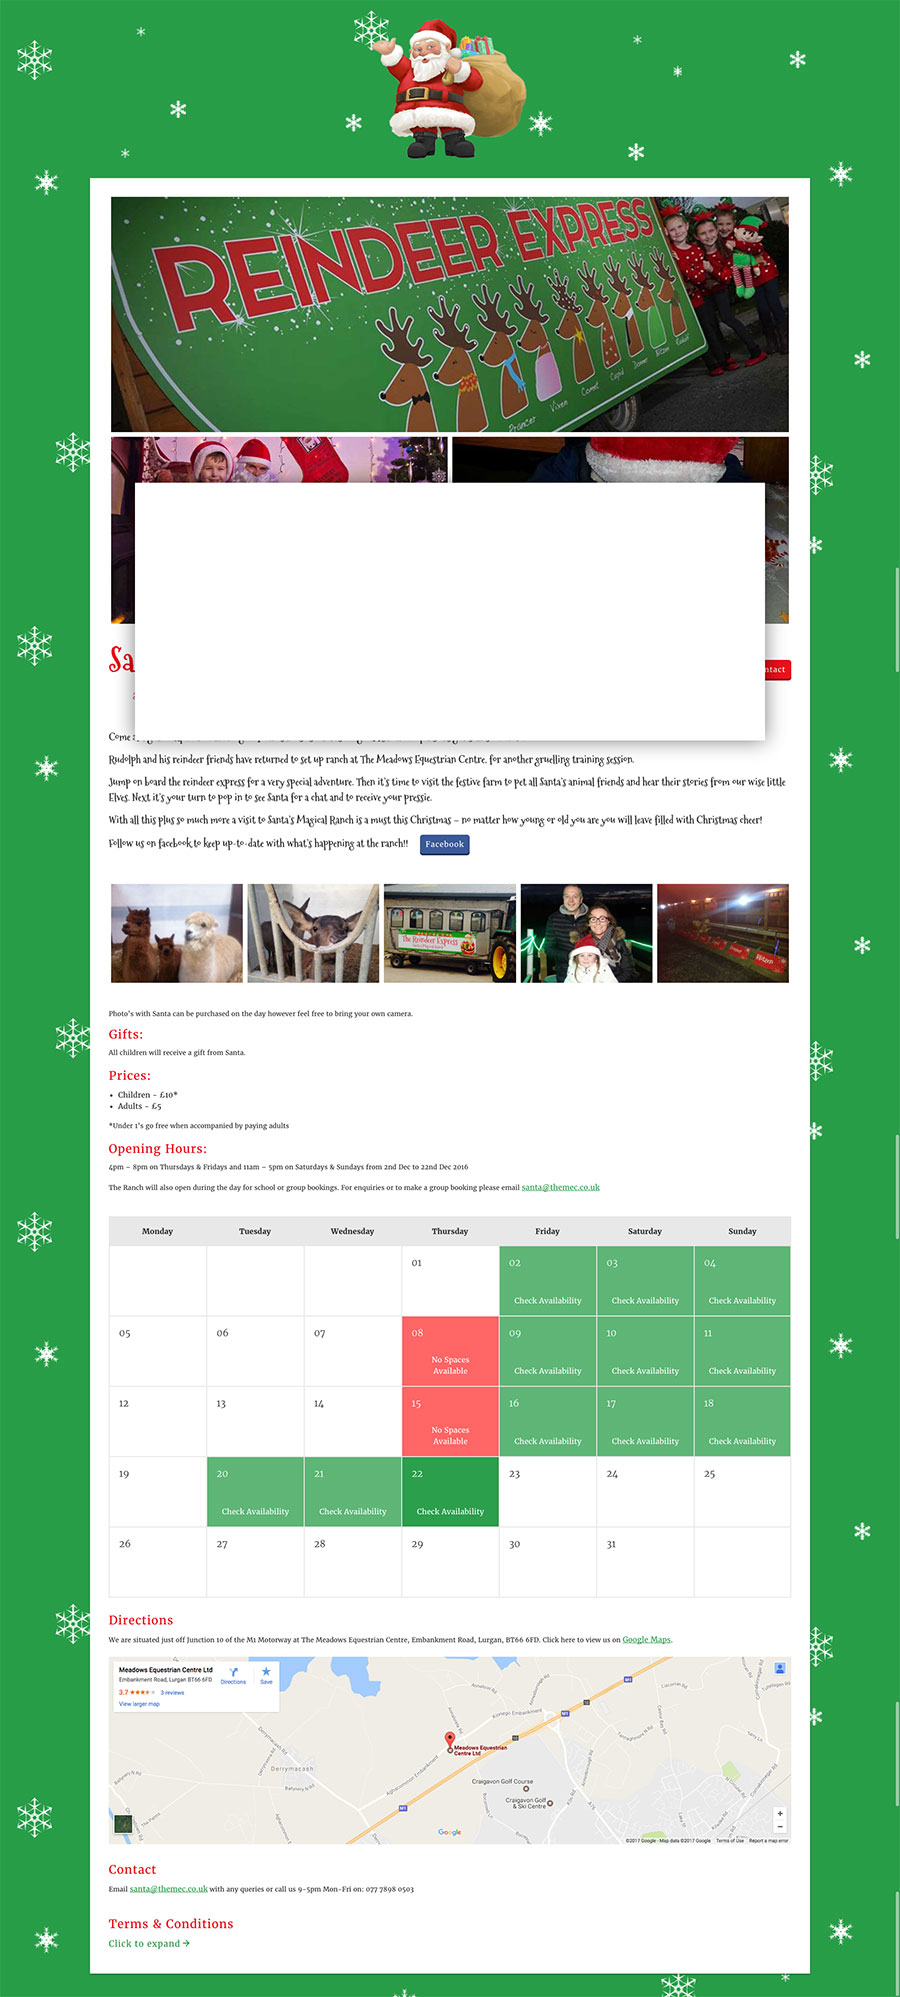 REINDEER EXPRESS
Prancer
Vixen
Comet
Cupid
Donner
Blitzen
Rudolph
Sa
ntact
Come a
Rudolph and his reindeer friends have returned to set up ranch at The Meadows Equestrian Centre, for another gruelling training session.
Jump on board the reindeer express for a very special adventure. Then it's time to visit the festive farm to pet all Santa's animal friends and hear their stories from our wise little
Elves. Next it's your turn to pop in to see Santa for a chat and to receive your pressie.
With all this plus so much more a visit to Santa's Magical Ranch is a must this Christmas – no matter how young or old you are you will leave filled with Christmas cheer!
Follow us on facebook to keep up-to-date with what's happening at the ranch!! Facebook
The Reindeer Express
Photo's with Santa can be purchased on the day however feel free to bring your own camera.
Gifts:
All children will receive a gift from Santa.
Prices:
• Children - £10*
• Adults - £5
*Under 1's go free when accompanied by paying adults
Opening Hours:
4pm – 8pm on Thursdays & Fridays and 11am – 5pm on Saturdays & Sundays from 2nd Dec to 22nd Dec 2016
The Ranch will also open during the day for school or group bookings. For enquiries or to make a group booking please email santa@themec.co.uk
Monday Tuesday Wednesday Thursday Friday Saturday Sunday
01 02 03 04
Check Availability Check Availability Check Availability
05 06 07 08 09 10 11
No Spaces
Available Check Availability Check Availability Check Availability
12 13 14 15 16 17 18
No Spaces
Available Check Availability Check Availability Check Availability
19 20 21 22 23 24 25
Check Availability Check Availability Check Availability
26 27 28 29 30 31
Directions
We are situated just off Junction 10 of the M1 Motorway at The Meadows Equestrian Centre, Embankment Road, Lurgan, BT66 6FD. Click here to view us on Google Maps.
Meadows Equestrian Centre Ltd
Embankment Road, Lurgan BT66 6FD
3.7 3 reviews
View larger map
Directions Save
M1
M1
10
10
Kinnego Embankment
Annaloist Rd
Derrymacash
Meadows Equestrian
Centre Ltd
Craigavon Golf Course
Craigavon Golf
& Ski Centre
M1
Google
©2017 Google - Map data ©2017 Google Terms of Use Report a map error
Contact
Email santa@themec.co.uk with any queries or call us 9-5pm Mon-Fri on: 077 7898 0503
Terms & Conditions
Click to expand →